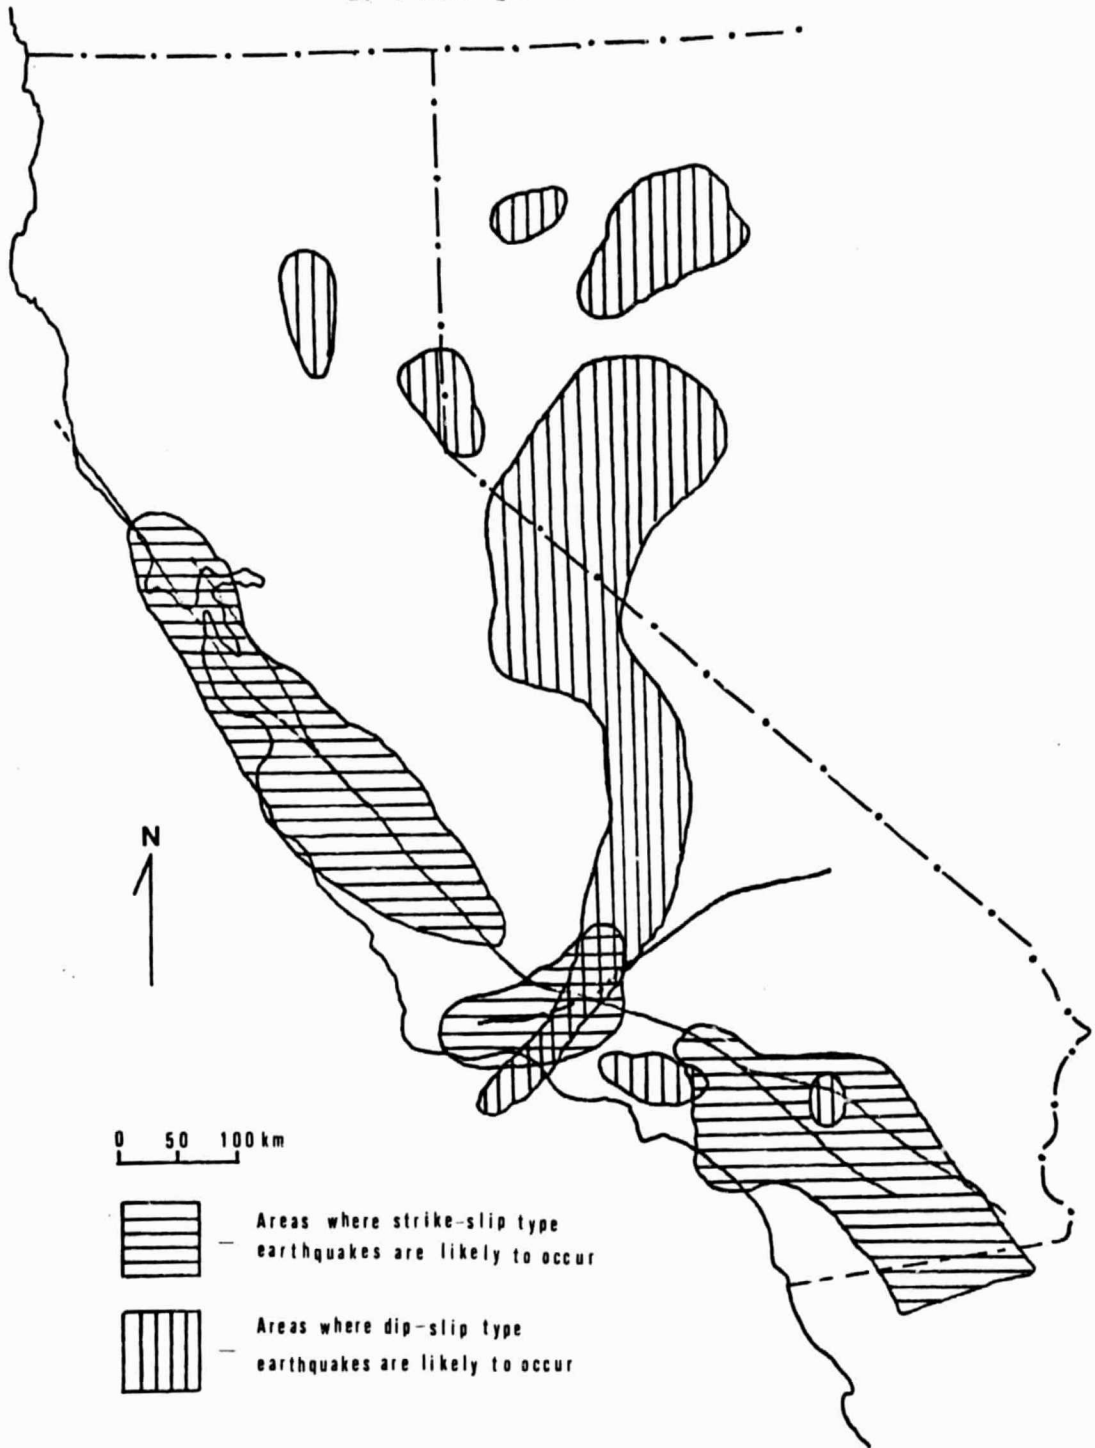 N
0 50 100 km
Areas where strike-slip type
earthquakes are likely to occur
Areas where dip-slip type
earthquakes are likely to occur